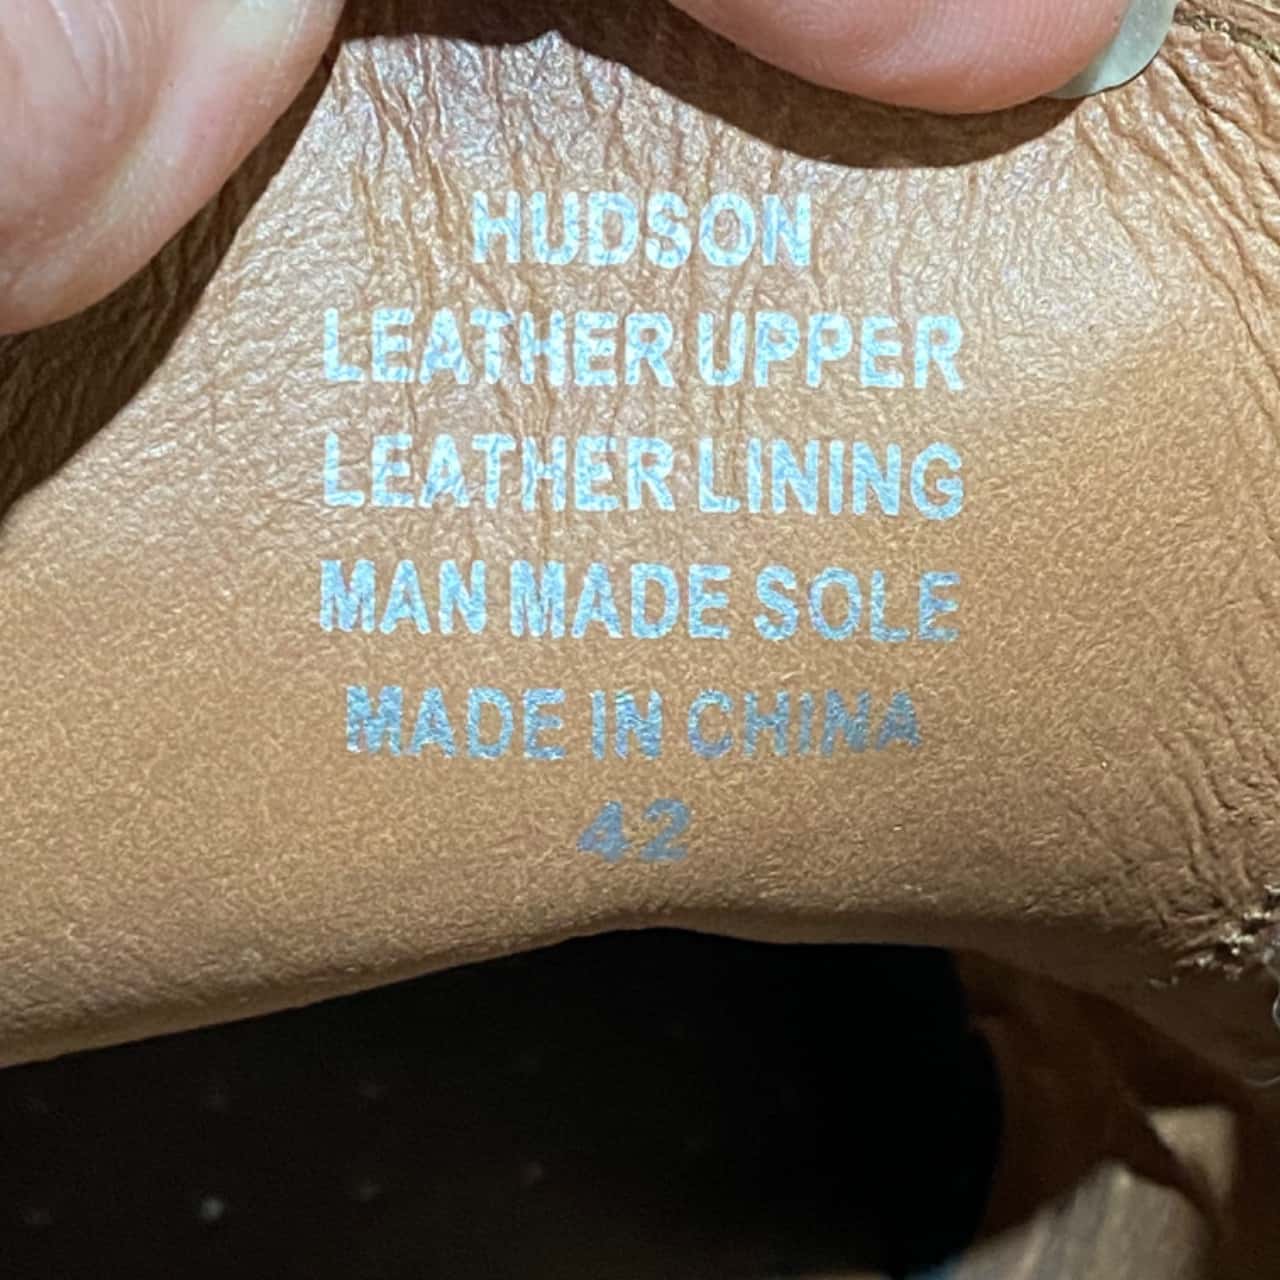 HUDSON
LEATHER UPPER
LEATHER LINING
MAN MADE SOLE
MADE IN CHINA
42